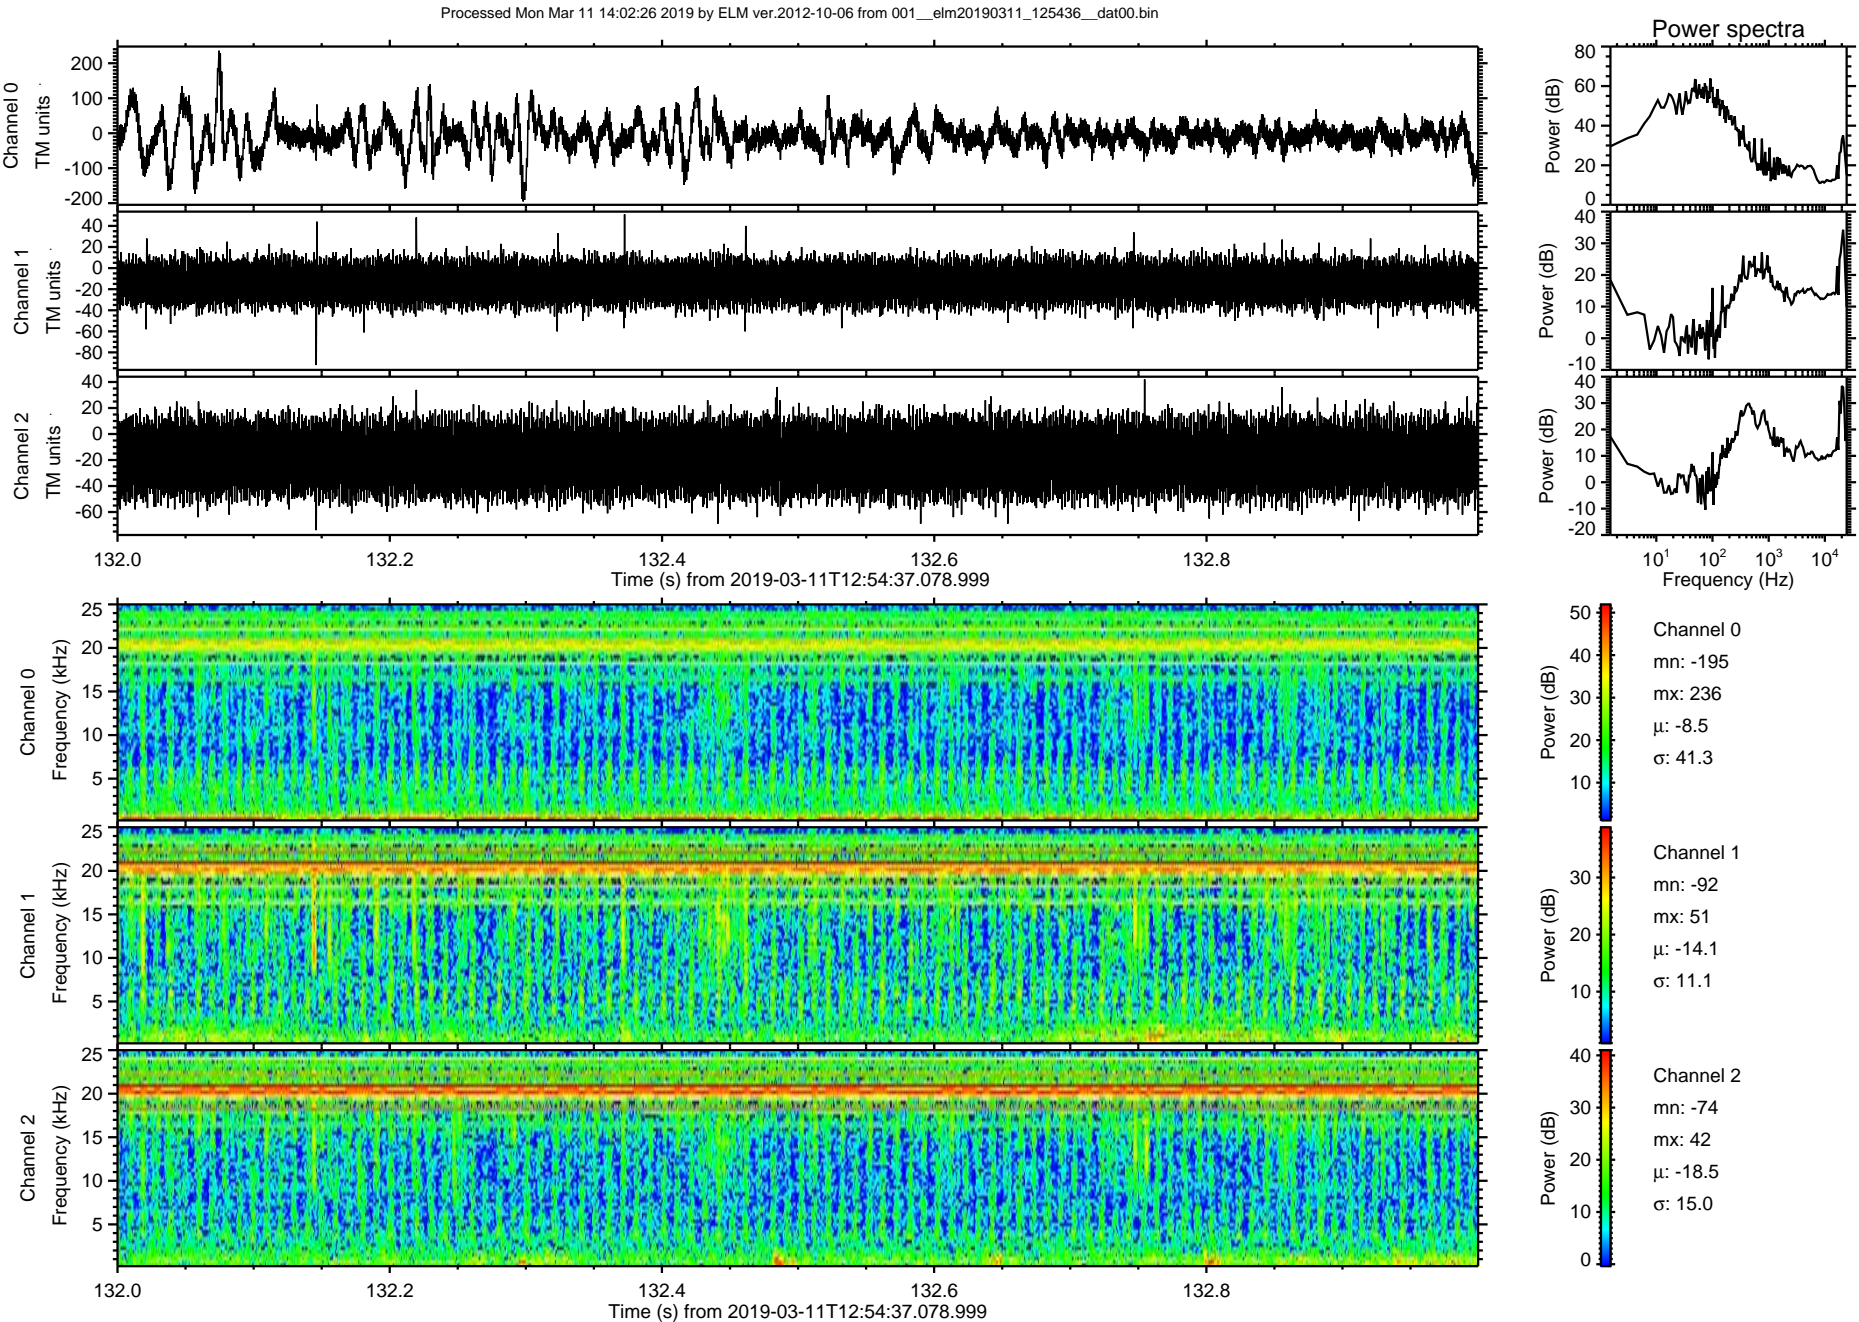 Processed Mon Mar 11 14:02:26 2019 by ELM ver.2012-10-06 from 001__elm20190311_125436__dat00.bin
Power spectra
Channel 0
TM units
200
100
0
-100
-200
Power (dB)
80
60
40
20
0
Channel 1
TM units
40
20
0
-20
-40
-60
-80
Power (dB)
40
30
20
10
0
-10
Channel 2
TM units
40
20
0
-20
-40
-60
Power (dB)
40
30
20
10
0
-10
-20
132.0 132.2 132.4 132.6 132.8
Time (s) from 2019-03-11T12:54:37.078.999
10¹ 10² 10³ 10⁴
Frequency (Hz)
Channel 0
Frequency (kHz)
25
20
15
10
5
Power (dB)
50
40
30
20
10
Channel 0
mn: -195
mx: 236
μ: -8.5
σ: 41.3
Channel 1
Frequency (kHz)
25
20
15
10
5
Power (dB)
30
20
10
Channel 1
mn: -92
mx: 51
μ: -14.1
σ: 11.1
Channel 2
Frequency (kHz)
25
20
15
10
5
Power (dB)
40
30
20
10
0
Channel 2
mn: -74
mx: 42
μ: -18.5
σ: 15.0
132.0 132.2 132.4 132.6 132.8
Time (s) from 2019-03-11T12:54:37.078.999